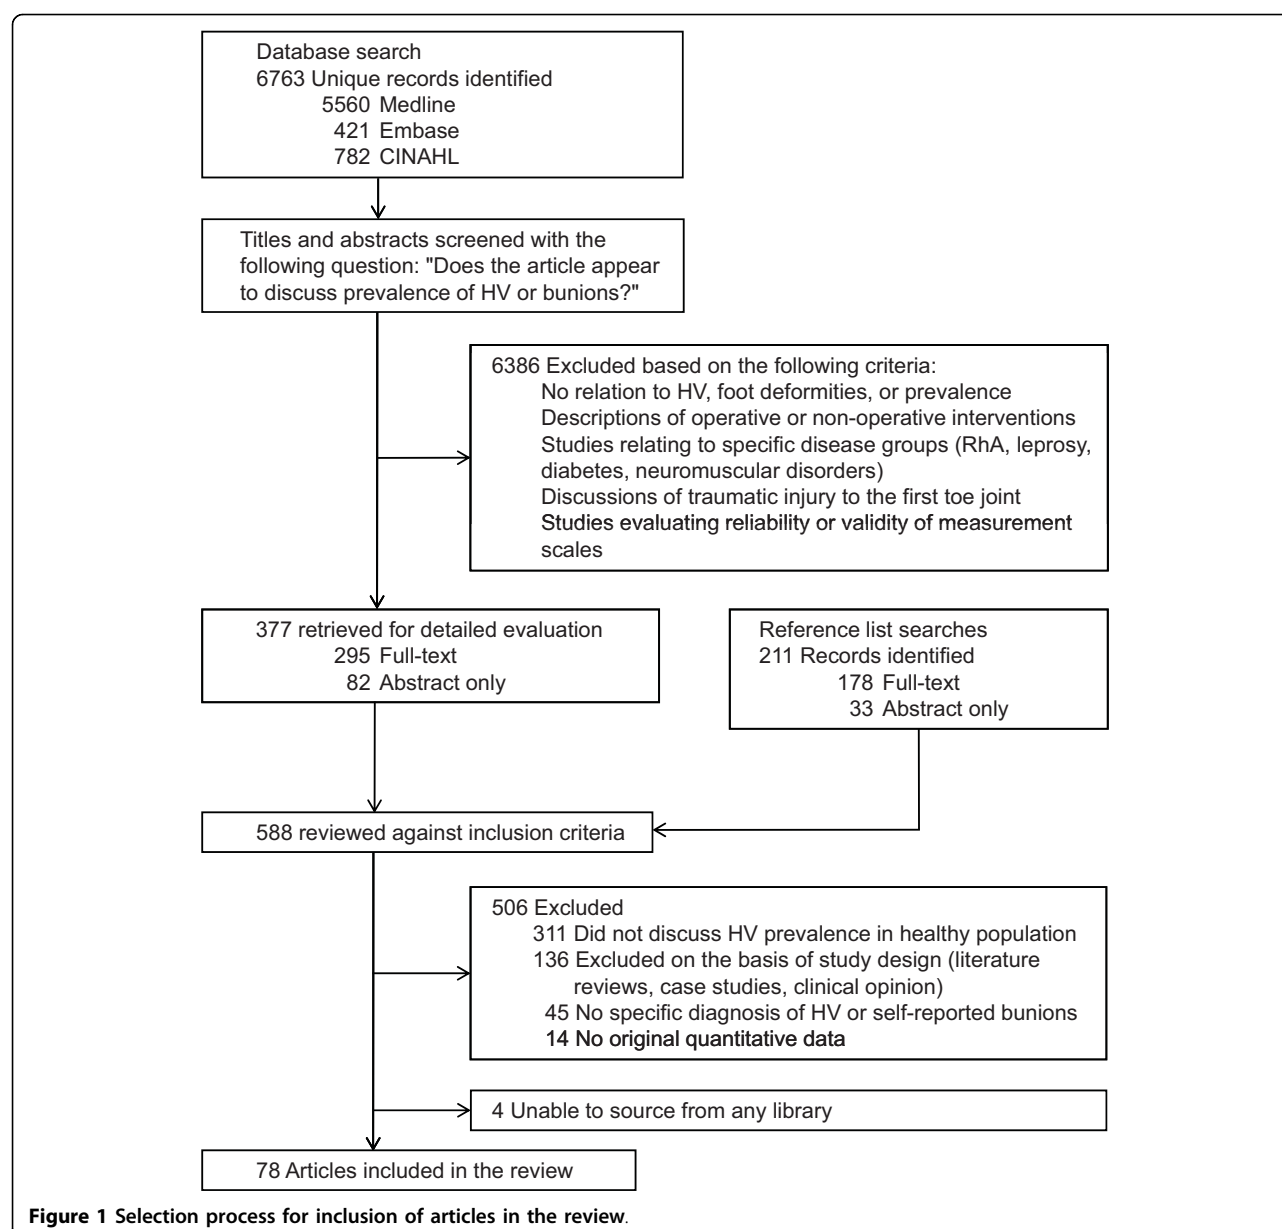 Database search
6763 Unique records identified
5560 Medline
421 Embase
782 CINAHL
Titles and abstracts screened with the
following question: "Does the article appear
to discuss prevalence of HV or bunions?"
6386 Excluded based on the following criteria:
No relation to HV, foot deformities, or prevalence
Descriptions of operative or non-operative interventions
Studies relating to specific disease groups (RhA, leprosy,
diabetes, neuromuscular disorders)
Discussions of traumatic injury to the first toe joint
Studies evaluating reliability or validity of measurement
scales
377 retrieved for detailed evaluation
295 Full-text
82 Abstract only
Reference list searches
211 Records identified
178 Full-text
33 Abstract only
588 reviewed against inclusion criteria
506 Excluded
311 Did not discuss HV prevalence in healthy population
136 Excluded on the basis of study design (literature
reviews, case studies, clinical opinion)
45 No specific diagnosis of HV or self-reported bunions
14 No original quantitative data
4 Unable to source from any library
78 Articles included in the review
Figure 1 Selection process for inclusion of articles in the review.